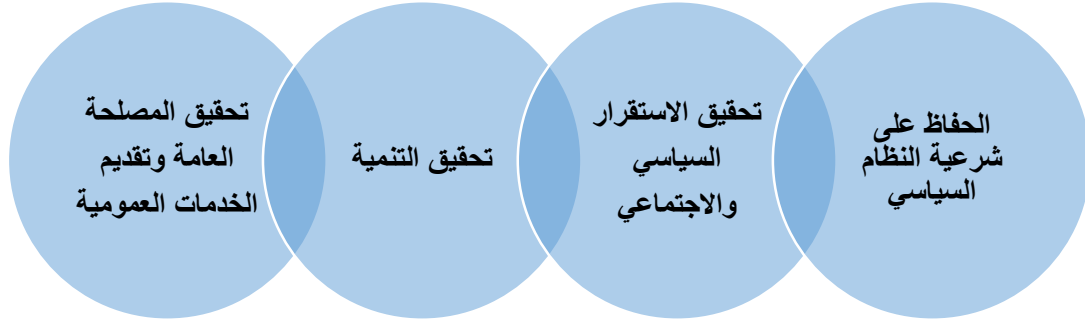 الحفاظ على
شرعية النظام
السياسي
تحقيق الاستقرار
السياسي
والاجتماعي
تحقيق التنمية
تحقيق المصلحة
العامة وتقديم
الخدمات العمومية